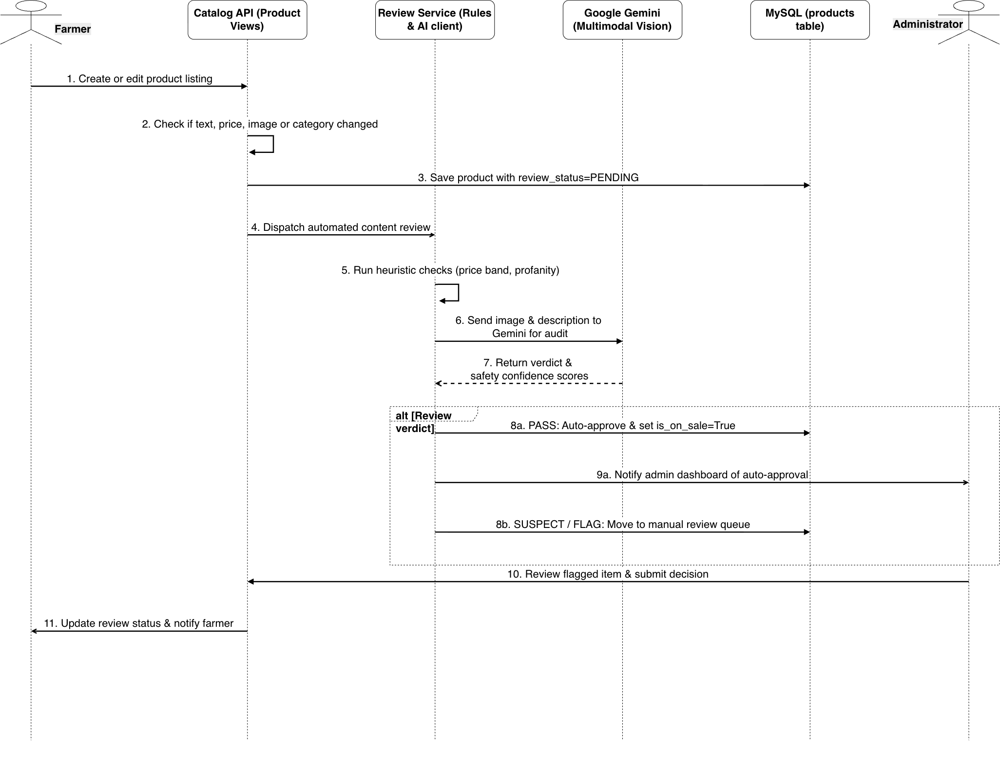 Farmer
Catalog API (Product
Views)
Review Service (Rules
& AI client)
Google Gemini
(Multimodal Vision)
MySQL (products
table)
Administrator
1. Create or edit product listing
2. Check if text, price, image or category changed
3. Save product with review_status=PENDING
4. Dispatch automated content review
5. Run heuristic checks (price band, profanity)
6. Send image & description to
Gemini for audit
7. Return verdict &
safety confidence scores
alt [Review
verdict]
8a. PASS: Auto-approve & set is_on_sale=True
9a. Notify admin dashboard of auto-approval
8b. SUSPECT / FLAG: Move to manual review queue
10. Review flagged item & submit decision
11. Update review status & notify farmer